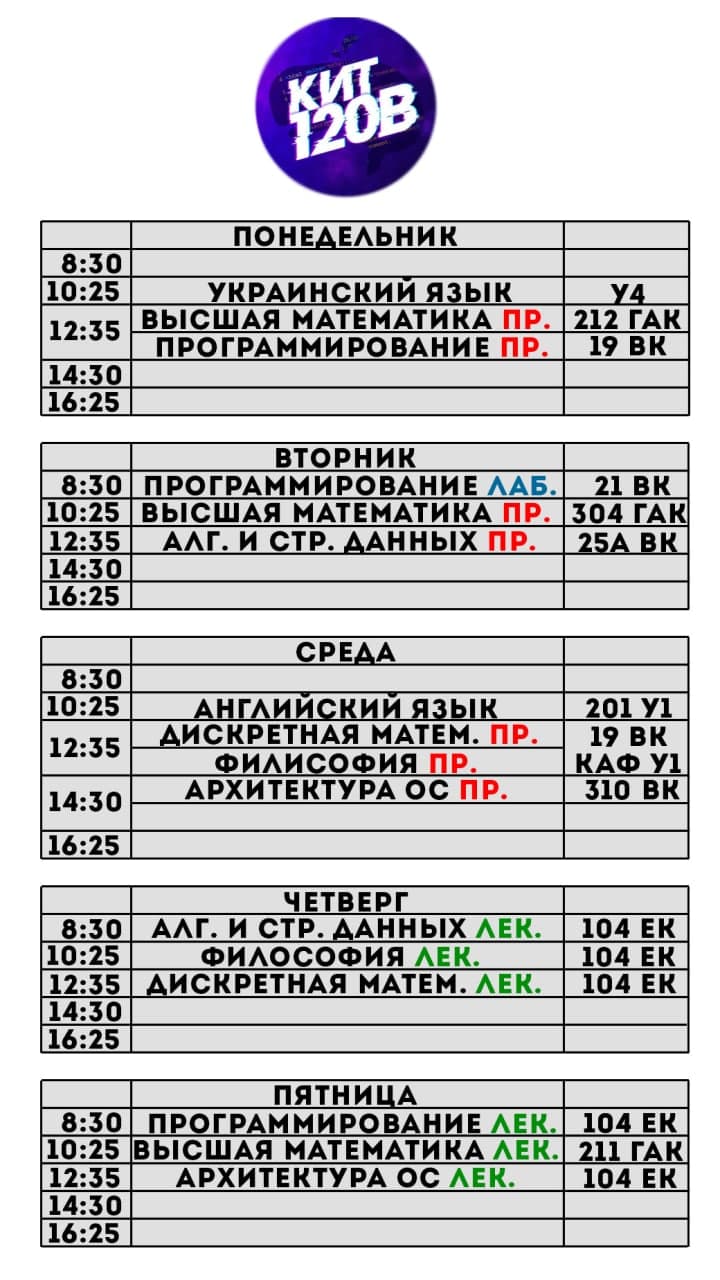 КИТ
120В
ПОНЕДЕЛЬНИК
8:30
10:25 УКРАИНСКИЙ ЯЗЫК У4
12:35 ВЫСШАЯ МАТЕМАТИКА ПР. 212 ГАК
ПРОГРАММИРОВАНИЕ ПР. 19 ВК
14:30
16:25
ВТОРНИК
8:30 ПРОГРАММИРОВАНИЕ ЛАБ. 21 ВК
10:25 ВЫСШАЯ МАТЕМАТИКА ПР. 304 ГАК
12:35 АЛГ. И СТР. ДАННЫХ ПР. 25А ВК
14:30
16:25
СРЕДА
8:30
10:25 АНГЛИЙСКИЙ ЯЗЫК 201 У1
12:35 ДИСКРЕТНАЯ МАТЕМ. ПР. 19 ВК
ФИЛИСОФИЯ ПР. КАФ У1
14:30 АРХИТЕКТУРА ОС ПР. 310 ВК
16:25
ЧЕТВЕРГ
8:30 АЛГ. И СТР. ДАННЫХ ЛЕК. 104 ЕК
10:25 ФИЛОСОФИЯ ЛЕК. 104 ЕК
12:35 ДИСКРЕТНАЯ МАТЕМ. ЛЕК. 104 ЕК
14:30
16:25
ПЯТНИЦА
8:30 ПРОГРАММИРОВАНИЕ ЛЕК. 104 ЕК
10:25 ВЫСШАЯ МАТЕМАТИКА ЛЕК. 211 ГАК
12:35 АРХИТЕКТУРА ОС ЛЕК. 104 ЕК
14:30
16:25